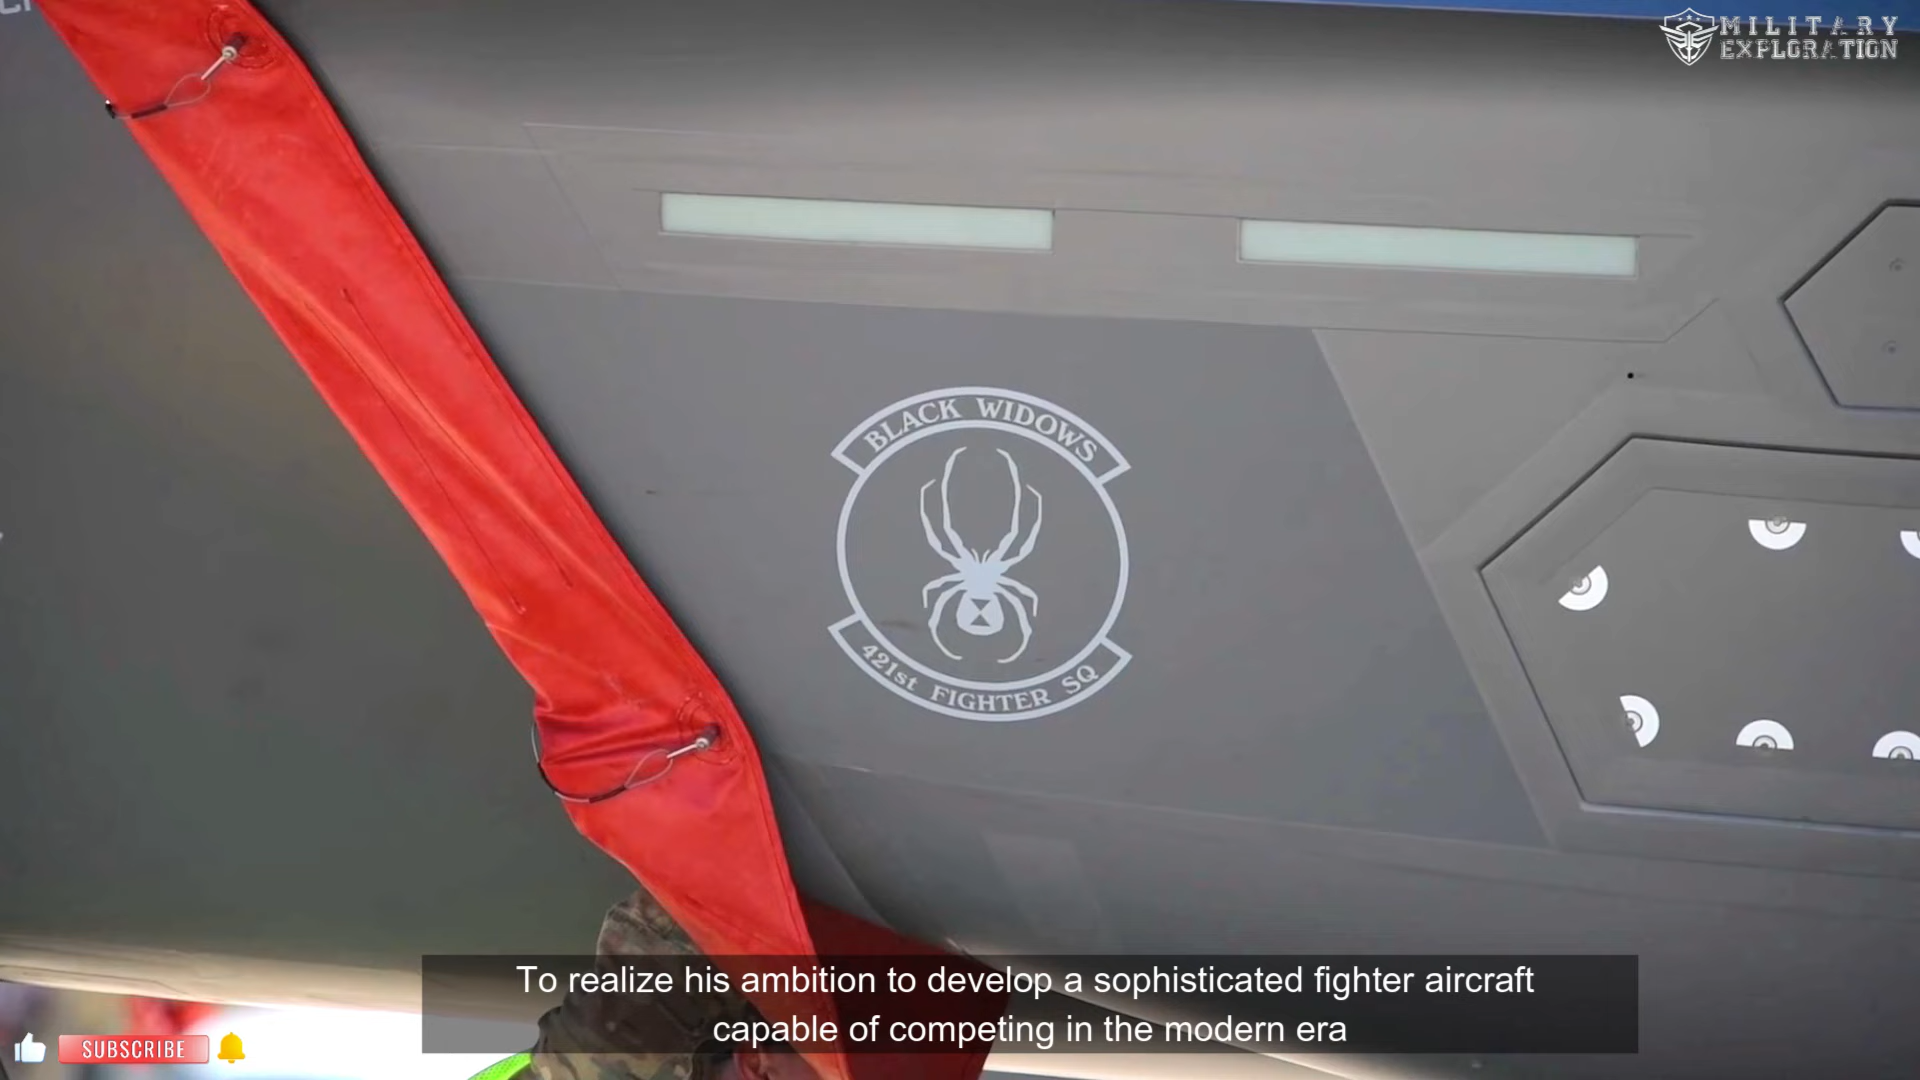 MILITARY
EXPLORATION
BLACK WIDOWS
421st FIGHTER SQ
To realize his ambition to develop a sophisticated fighter aircraft
capable of competing in the modern era
SUBSCRIBE